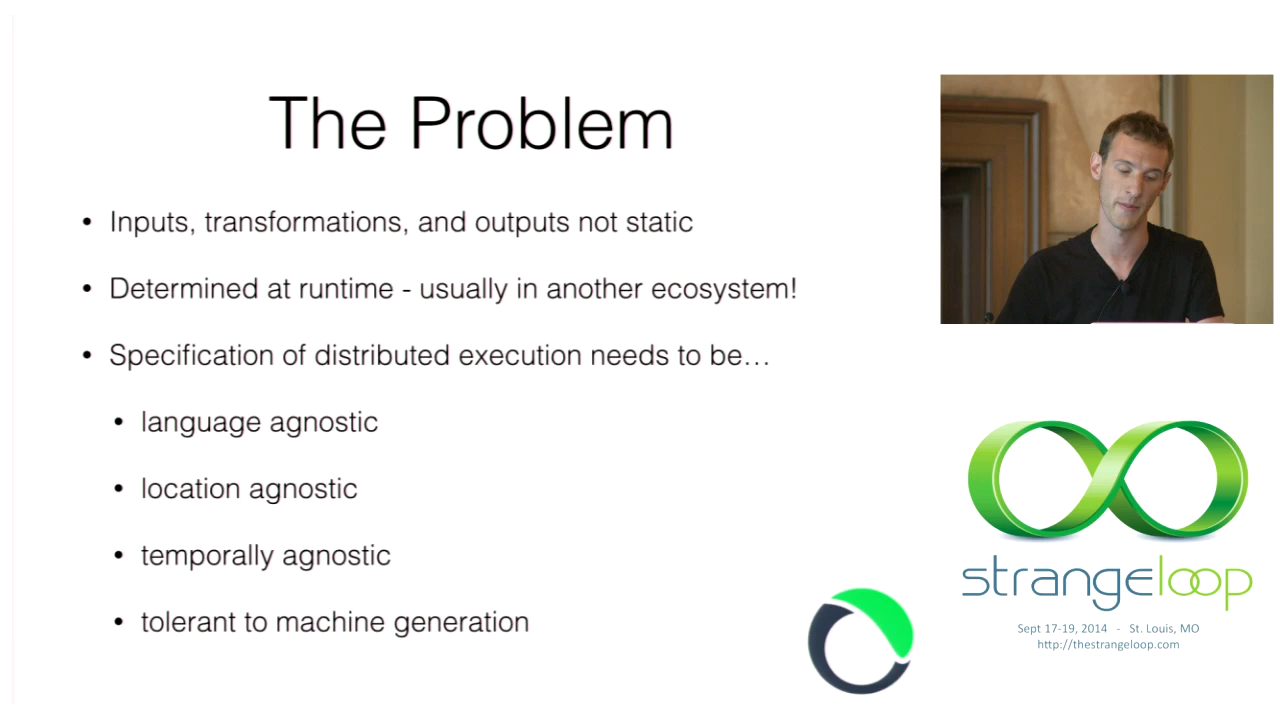 The Problem
• Inputs, transformations, and outputs not static
• Determined at runtime - usually in another ecosystem!
• Specification of distributed execution needs to be…
• language agnostic
• location agnostic
• temporally agnostic
• tolerant to machine generation
strangeloop
Sept 17-19, 2014 - St. Louis, MO
http://thestrangeloop.com